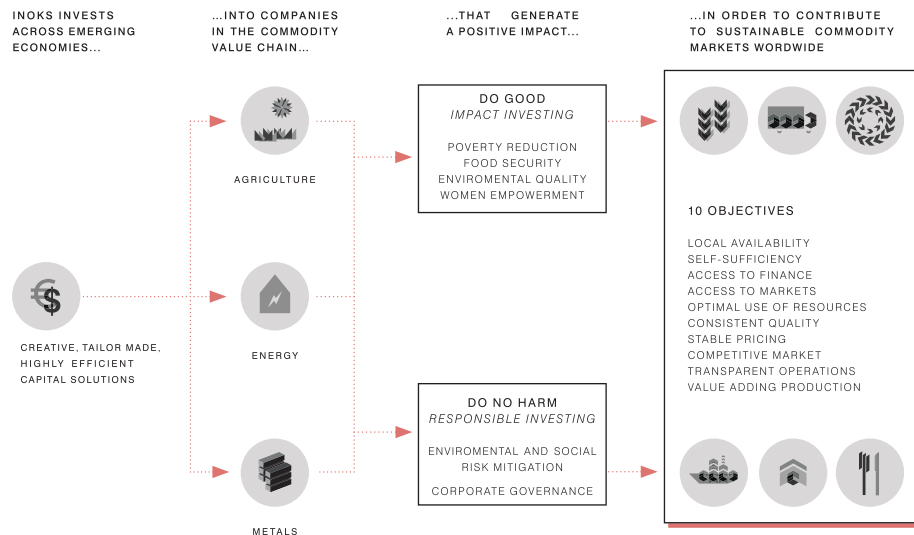 INOKS INVESTS
ACROSS EMERGING
ECONOMIES...
...INTO COMPANIES
IN THE COMMODITY
VALUE CHAIN...
...THAT GENERATE
A POSITIVE IMPACT...
...IN ORDER TO CONTRIBUTE
TO SUSTAINABLE COMMODITY
MARKETS WORDWIDE
€$
CREATIVE, TAILOR MADE,
HIGHLY EFFICIENT
CAPITAL SOLUTIONS
AGRICULTURE
ENERGY
METALS
DO GOOD
IMPACT INVESTING
POVERTY REDUCTION
FOOD SECURITY
ENVIROMENTAL QUALITY
WOMEN EMPOWERMENT
DO NO HARM
RESPONSIBLE INVESTING
ENVIROMENTAL AND SOCIAL
RISK MITIGATION
CORPORATE GOVERNANCE
10 OBJECTIVES
LOCAL AVAILABILITY
SELF-SUFFICIENCY
ACCESS TO FINANCE
ACCESS TO MARKETS
OPTIMAL USE OF RESOURCES
CONSISTENT QUALITY
STABLE PRICING
COMPETITIVE MARKET
TRANSPARENT OPERATIONS
VALUE ADDING PRODUCTION